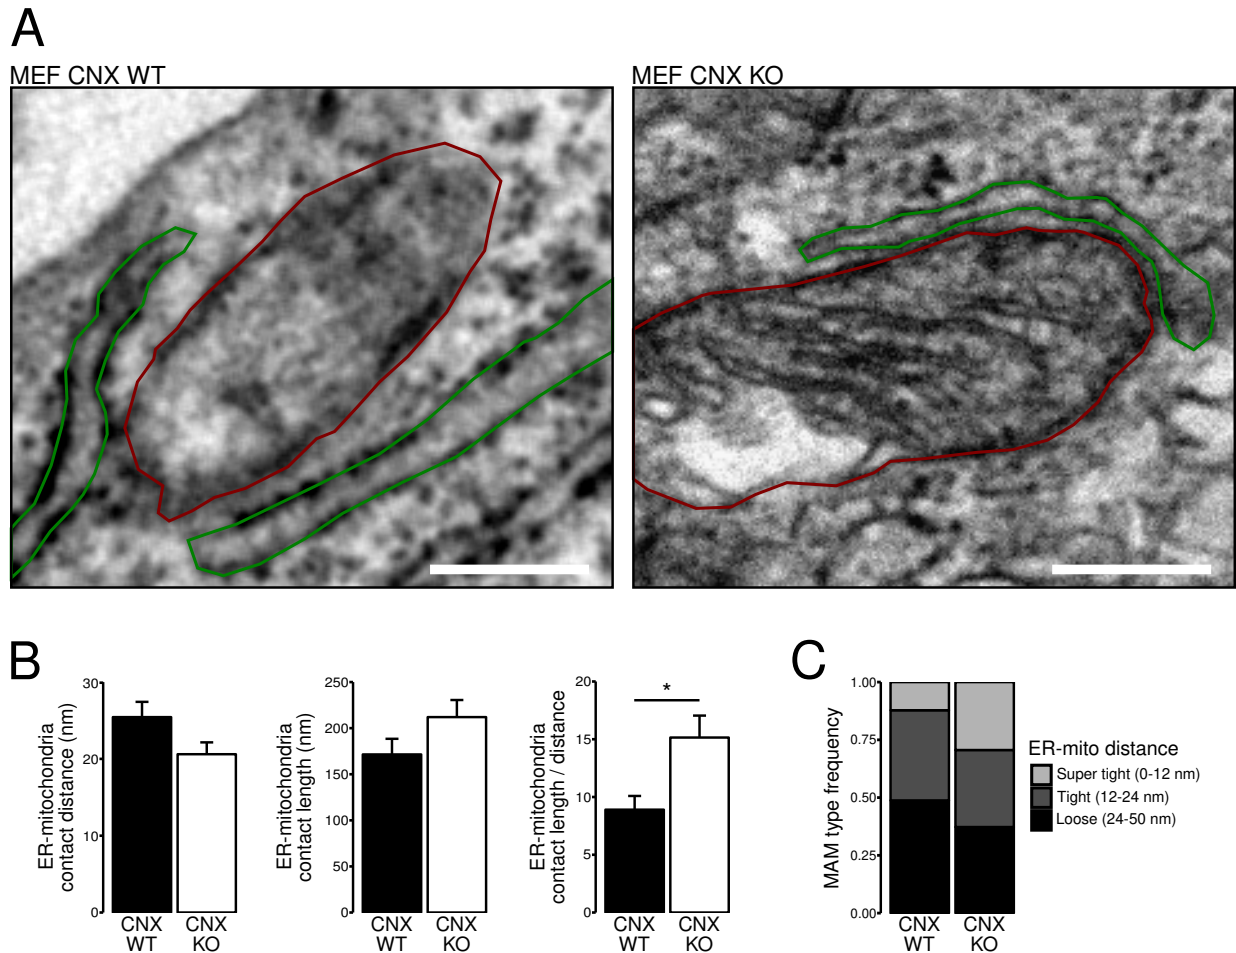 A
MEF CNX WT
MEF CNX KO
B
ER-mitochondria
contact distance (nm)
30
20
10
0
CNX
WT
CNX
KO
ER-mitochondria
contact length (nm)
250
200
150
100
50
0
CNX
WT
CNX
KO
ER-mitochondria
contact length / distance
20
15
10
5
0
*
CNX
WT
CNX
KO
C
MAM type frequency
1.00
0.75
0.50
0.25
0.00
CNX
WT
CNX
KO
ER-mito distance
Super tight (0-12 nm)
Tight (12-24 nm)
Loose (24-50 nm)